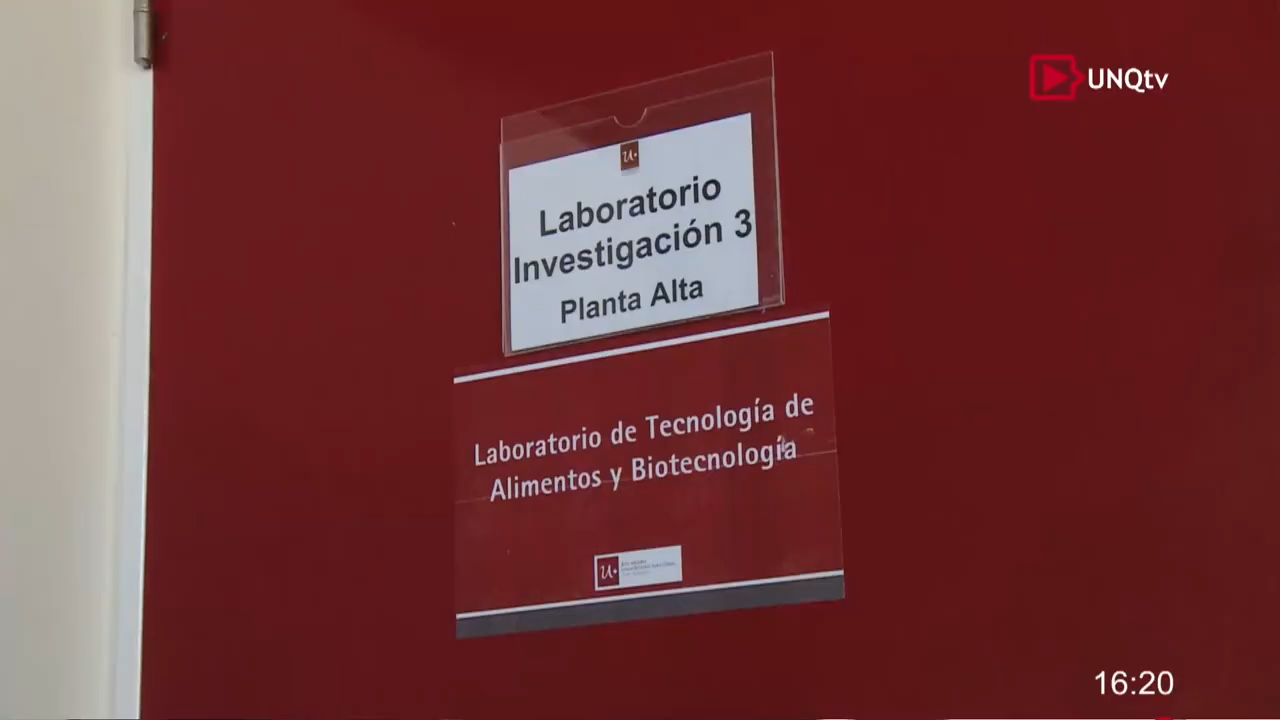 UNQtv
u.
Laboratorio
Investigación 3
Planta Alta
Laboratorio de Tecnología de
Alimentos y Biotecnología
u.
16:20